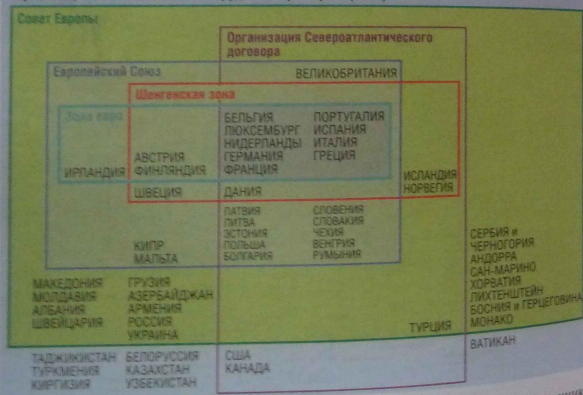 Совет Европы
Организация Североатлантического
договора
Европейский Союз
ВЕЛИКОБРИТАНИЯ
Шенгенская зона
Зона евро
БЕЛЬГИЯ ПОРТУГАЛИЯ
ЛЮКСЕМБУРГ ИСПАНИЯ
НИДЕРЛАНДЫ ИТАЛИЯ
АВСТРИЯ ГЕРМАНИЯ ГРЕЦИЯ
ИРЛАНДИЯ ФИНЛЯНДИЯ ФРАНЦИЯ
ИСЛАНДИЯ
ШВЕЦИЯ ДАНИЯ НОРВЕГИЯ
ЛАТВИЯ СЛОВЕНИЯ
ЛИТВА СЛОВАКИЯ
ЭСТОНИЯ ЧЕХИЯ
КИПР ПОЛЬША ВЕНГРИЯ
МАЛЬТА БОЛГАРИЯ РУМЫНИЯ
СЕРБИЯ и
ЧЕРНОГОРИЯ
АНДОРРА
САН-МАРИНО
ХОРВАТИЯ
ЛИХТЕНШТЕЙН
БОСНИЯ и ГЕРЦЕГОВИНА
МОНАКО
МАКЕДОНИЯ ГРУЗИЯ
МОЛДАВИЯ АЗЕРБАЙДЖАН
АЛБАНИЯ АРМЕНИЯ
ШВЕЙЦАРИЯ РОССИЯ
УКРАИНА
ТУРЦИЯ
ВАТИКАН
ТАДЖИКИСТАН БЕЛОРУССИЯ США
ТУРКМЕНИЯ КАЗАХСТАН КАНАДА
КИРГИЗИЯ УЗБЕКИСТАН